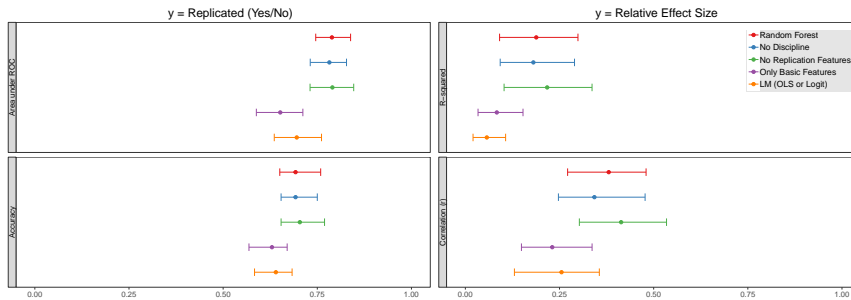 y = Replicated (Yes/No)
y = Relative Effect Size
Area under ROC
R-squared
Random Forest
No Discipline
No Replication Features
Only Basic Features
LM (OLS or Logit)
Accuracy
Correlation (r)
0.00 0.25 0.50 0.75 1.00
0.00 0.25 0.50 0.75 1.00